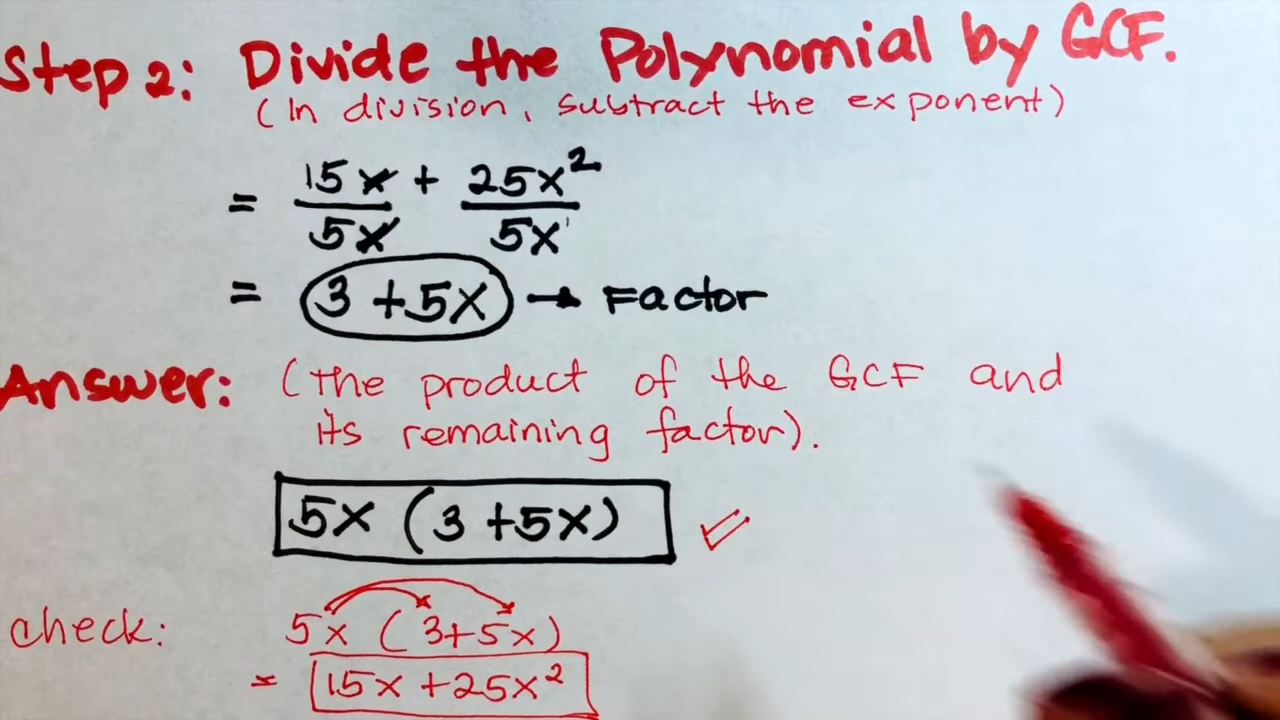 Step 2: Divide the Polynomial by GCF.
(In division, subtract the exponent)
= 15x/5x + 25x²/5x¹
= 3 + 5x → Factor
Answer: (The product of the GCF and
its remaining factor).
5x (3 + 5x) ✓
check: 5x (3+5x)
= 15x + 25x²